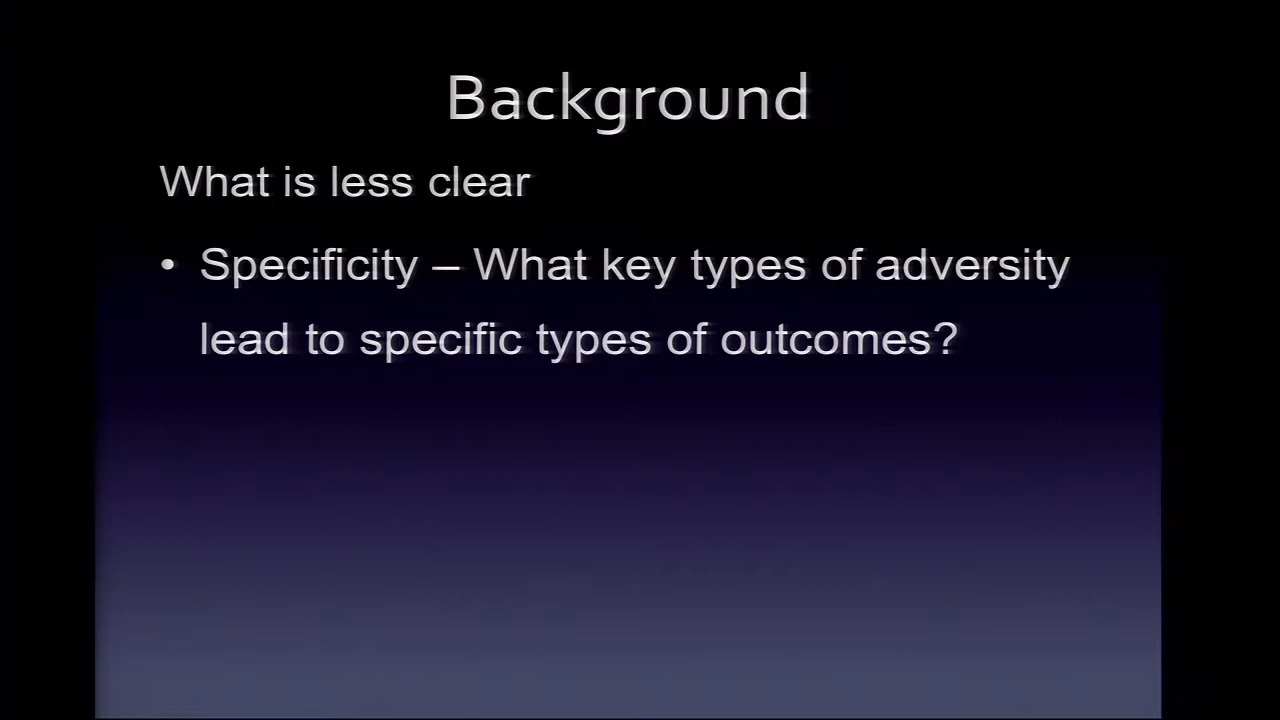 Background
What is less clear
• Specificity – What key types of adversity
lead to specific types of outcomes?